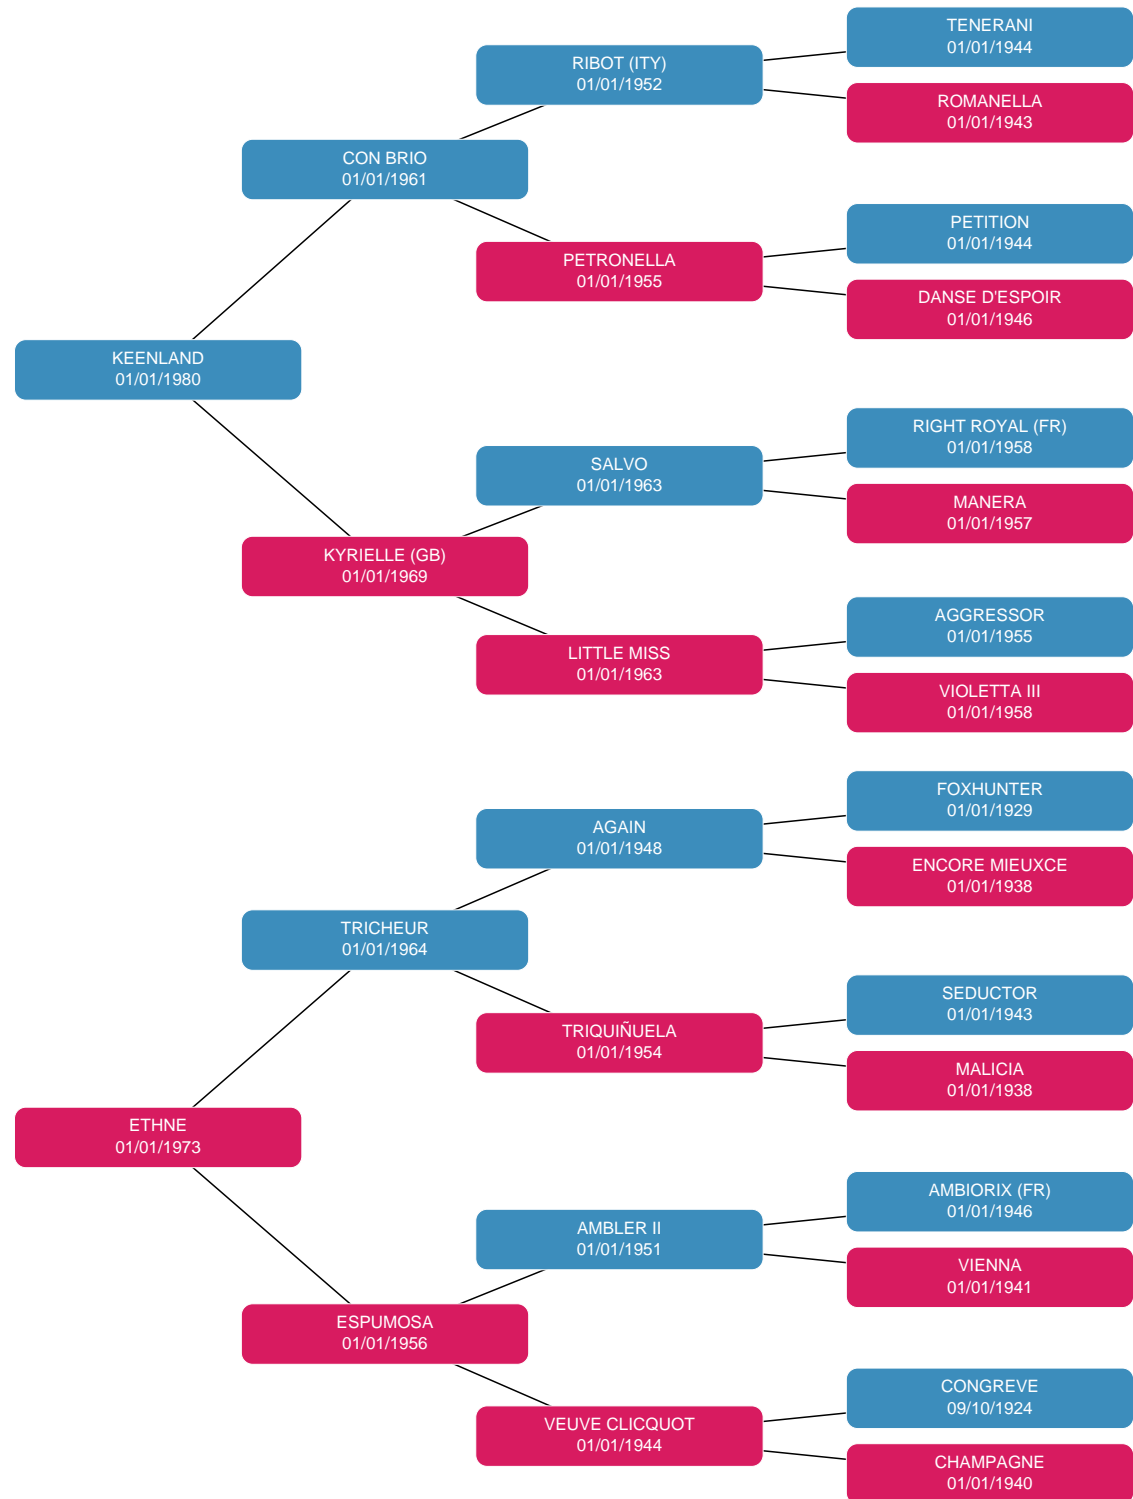 TENERANI
01/01/1944
RIBOT (ITY)
01/01/1952
ROMANELLA
01/01/1943
CON BRIO
01/01/1961
PETITION
01/01/1944
PETRONELLA
01/01/1955
DANSE D'ESPOIR
01/01/1946
KEENLAND
01/01/1980
RIGHT ROYAL (FR)
01/01/1958
SALVO
01/01/1963
MANERA
01/01/1957
KYRIELLE (GB)
01/01/1969
AGGRESSOR
01/01/1955
LITTLE MISS
01/01/1963
VIOLETTA III
01/01/1958
FOXHUNTER
01/01/1929
AGAIN
01/01/1948
ENCORE MIEUXCE
01/01/1938
TRICHEUR
01/01/1964
SEDUCTOR
01/01/1943
TRIQUIÑUELA
01/01/1954
MALICIA
01/01/1938
ETHNE
01/01/1973
AMBIORIX (FR)
01/01/1946
AMBLER II
01/01/1951
VIENNA
01/01/1941
ESPUMOSA
01/01/1956
CONGREVE
09/10/1924
VEUVE CLICQUOT
01/01/1944
CHAMPAGNE
01/01/1940